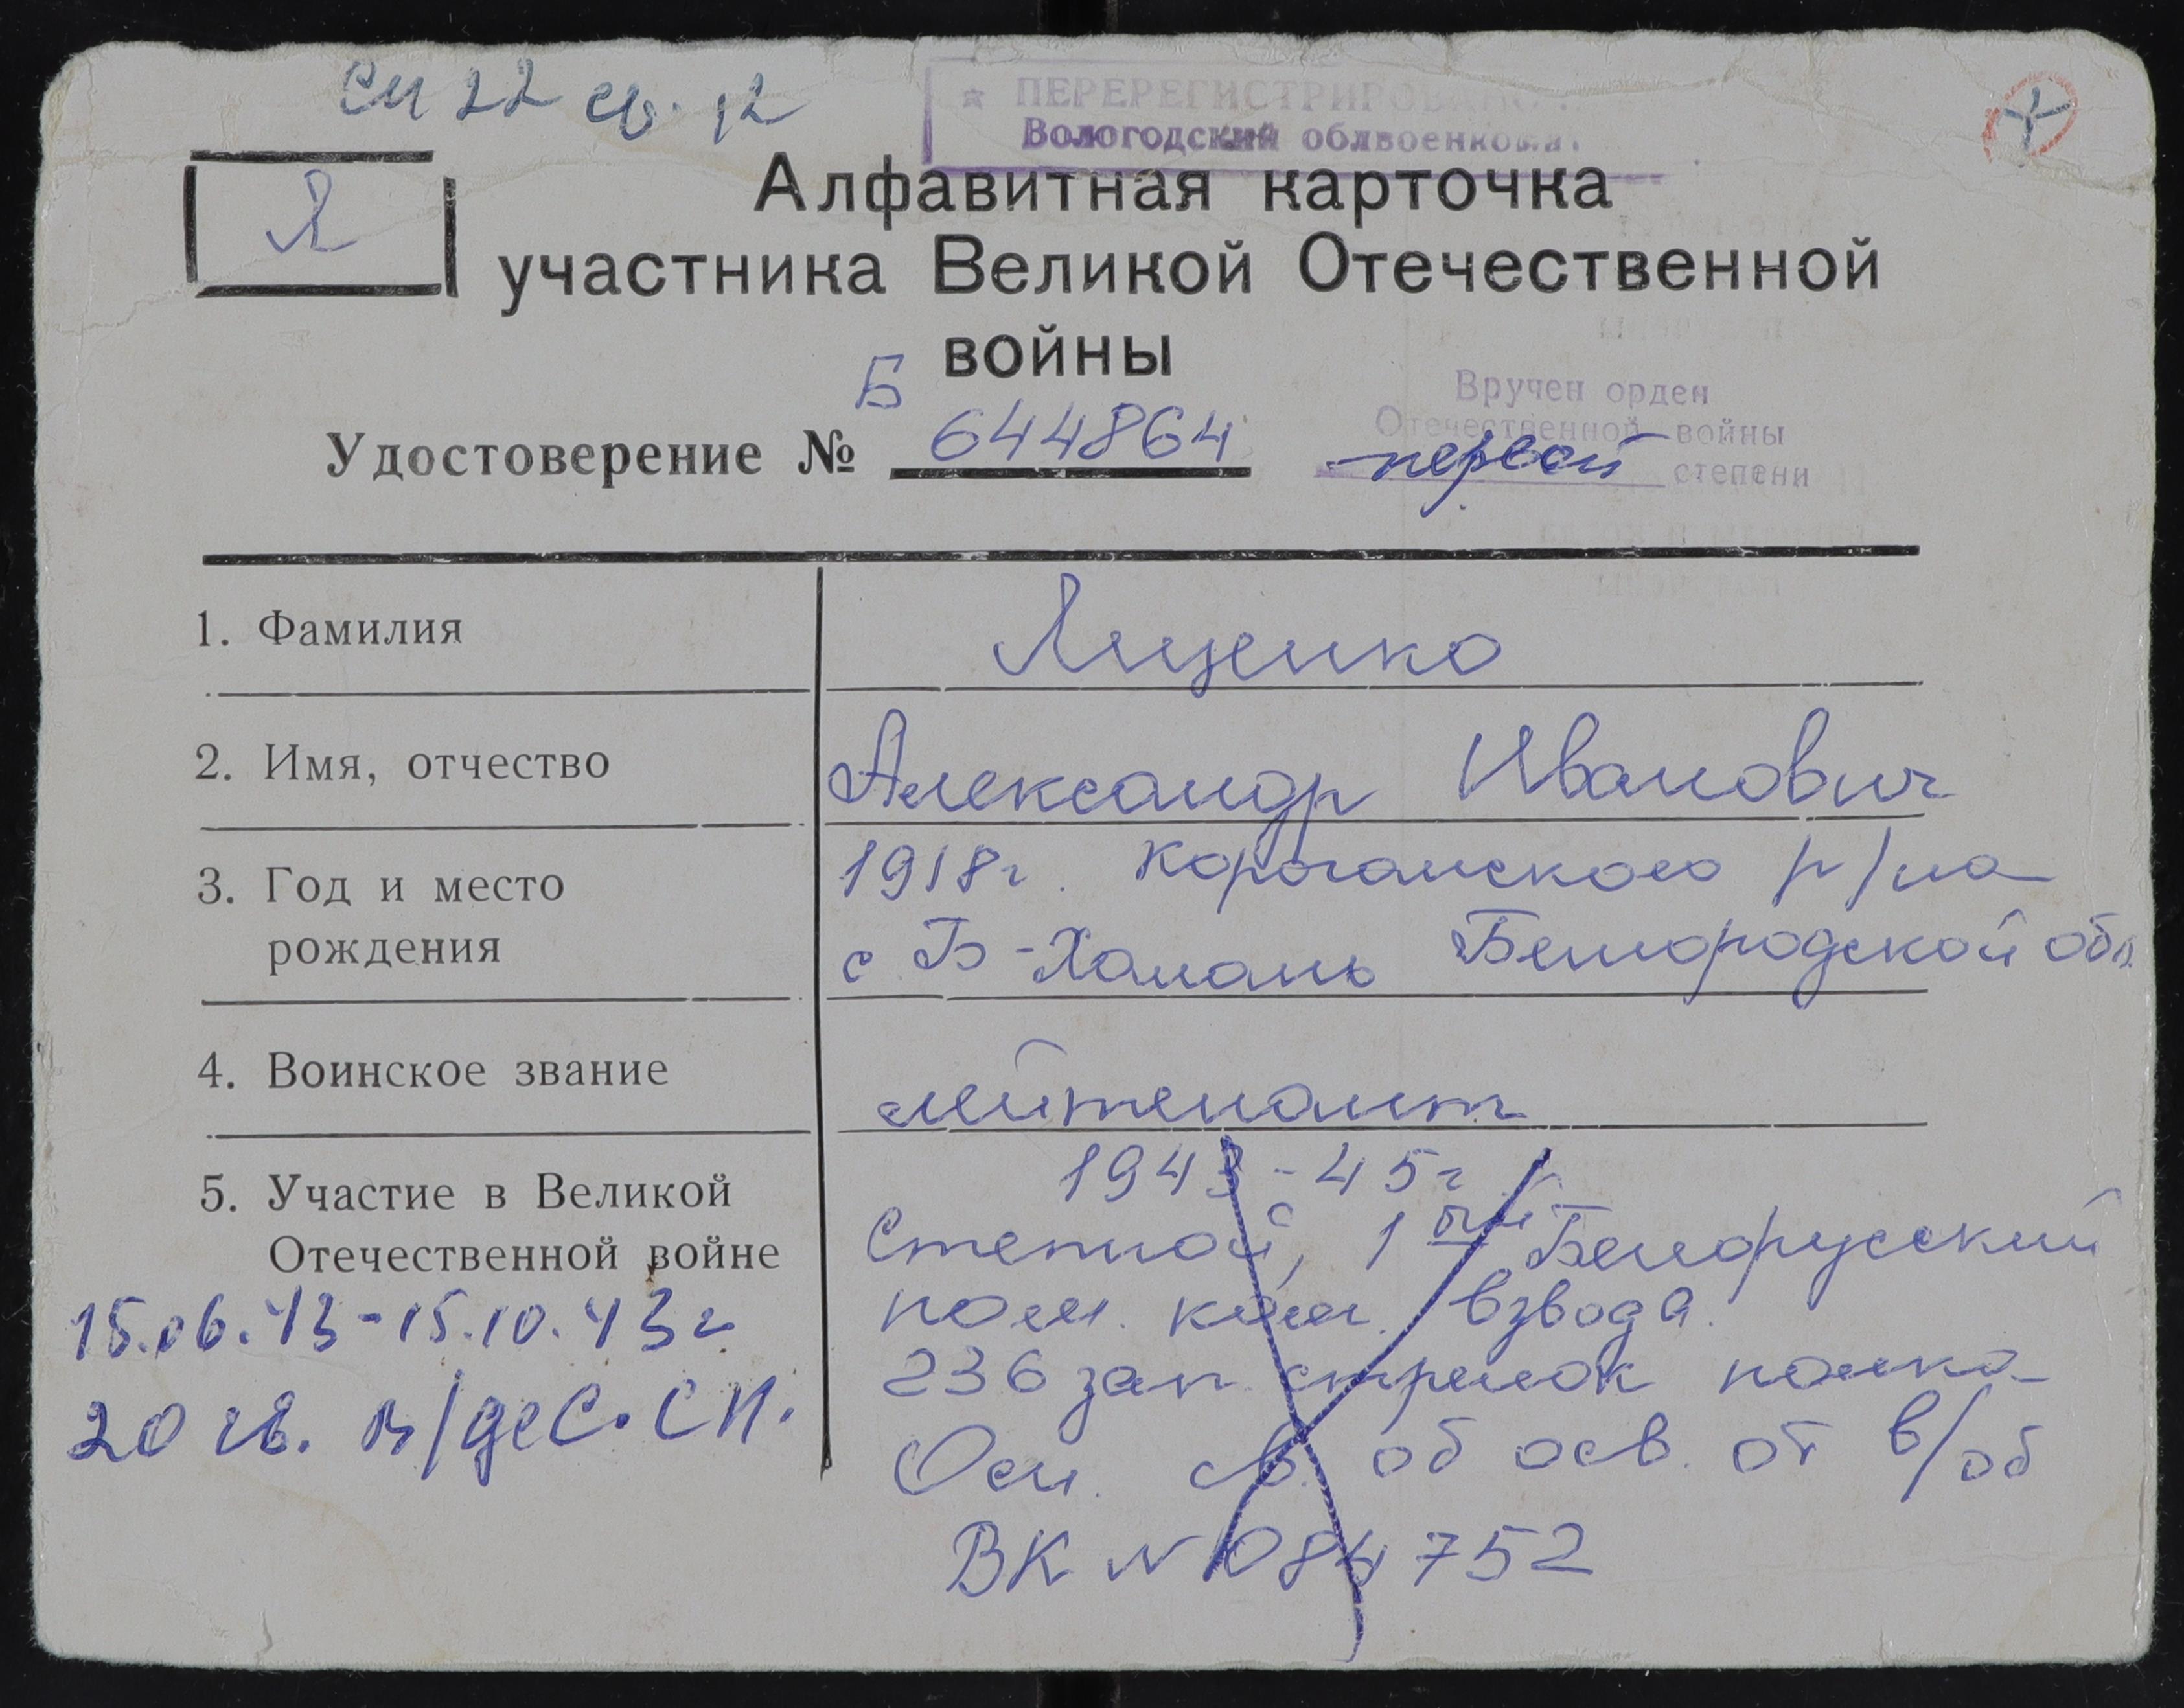 СМ 22 св. 12
ПЕРЕРЕГИСТРИРОВАНО
Вологодский облвоенкомат
Я
Алфавитная карточка
участника Великой Отечественной
войны
Б
Удостоверение № 644864
Вручен орден
Отечественной войны
первой степени
1. Фамилия
Ященко
2. Имя, отчество
Александр Иванович
3. Год и место
рождения
1918г. Корочанского р/на
с Б-Халань Белгородской обл.
4. Воинское звание
лейтенант
5. Участие в Великой
Отечественной войне
15.06.43-15.10.43г
20 гв. в/дес. СП.
1943-45г
Степной, 1ый Белорусский
пом. ком. взвода.
236 зап. стрелок полка
Осн. св. об осв. от в/об
ВК № 084752